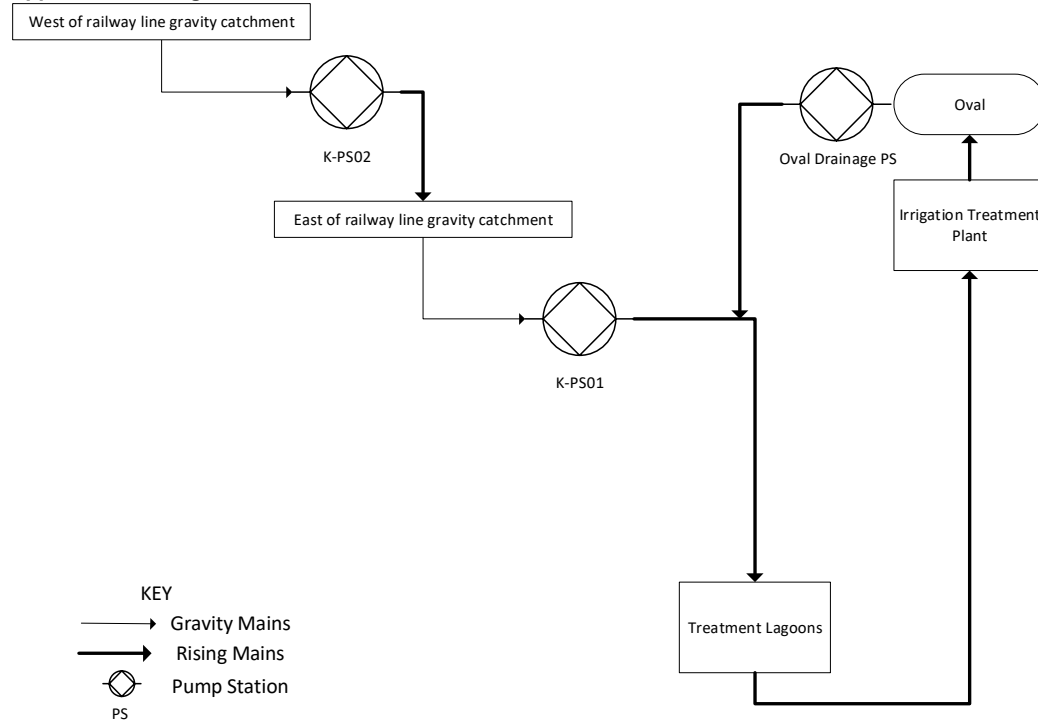 West of railway line gravity catchment
K-PS02
Oval
Oval Drainage PS
East of railway line gravity catchment
Irrigation Treatment
Plant
K-PS01
Treatment Lagoons
KEY
Gravity Mains
Rising Mains
Pump Station
PS